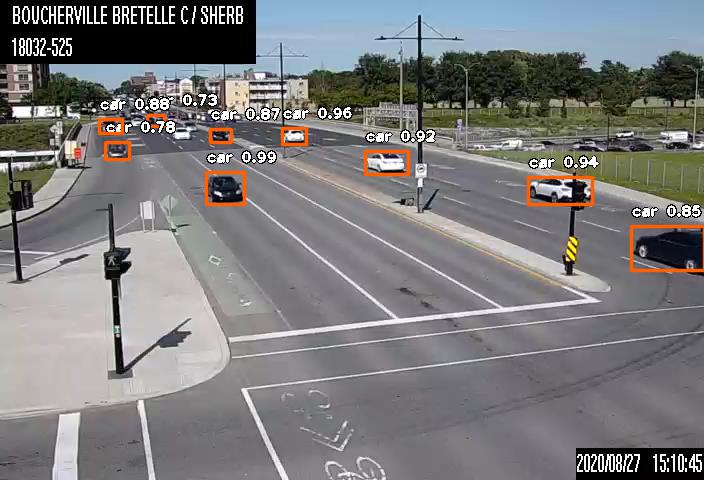 BOUCHERVILLE BRETELLE C / SHERB
18032-525
car 0.88
0.73
car 0.87
car 0.96
car 0.78
car 0.92
car 0.99
car 0.94
car 0.85
2020/08/27 15:10:45